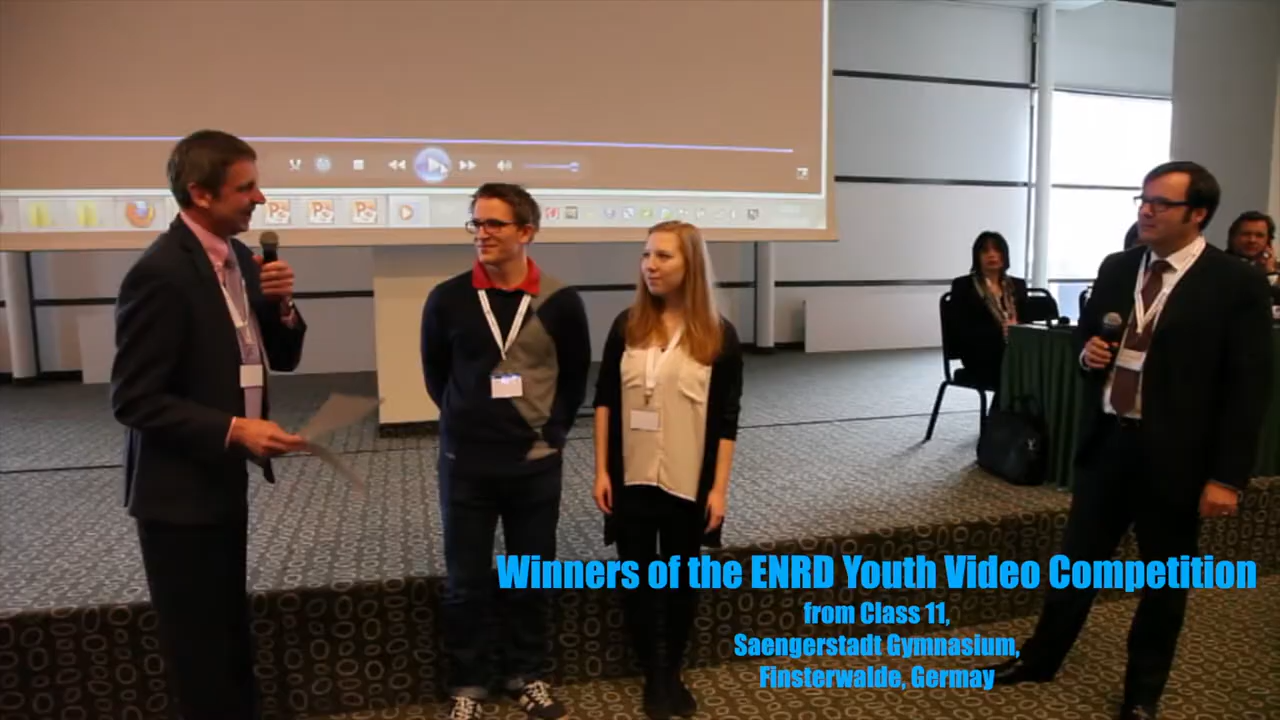 Winners of the ENRD Youth Video Competition
from Class 11,
Saengerstadt Gymnasium,
Finsterwalde, Germay